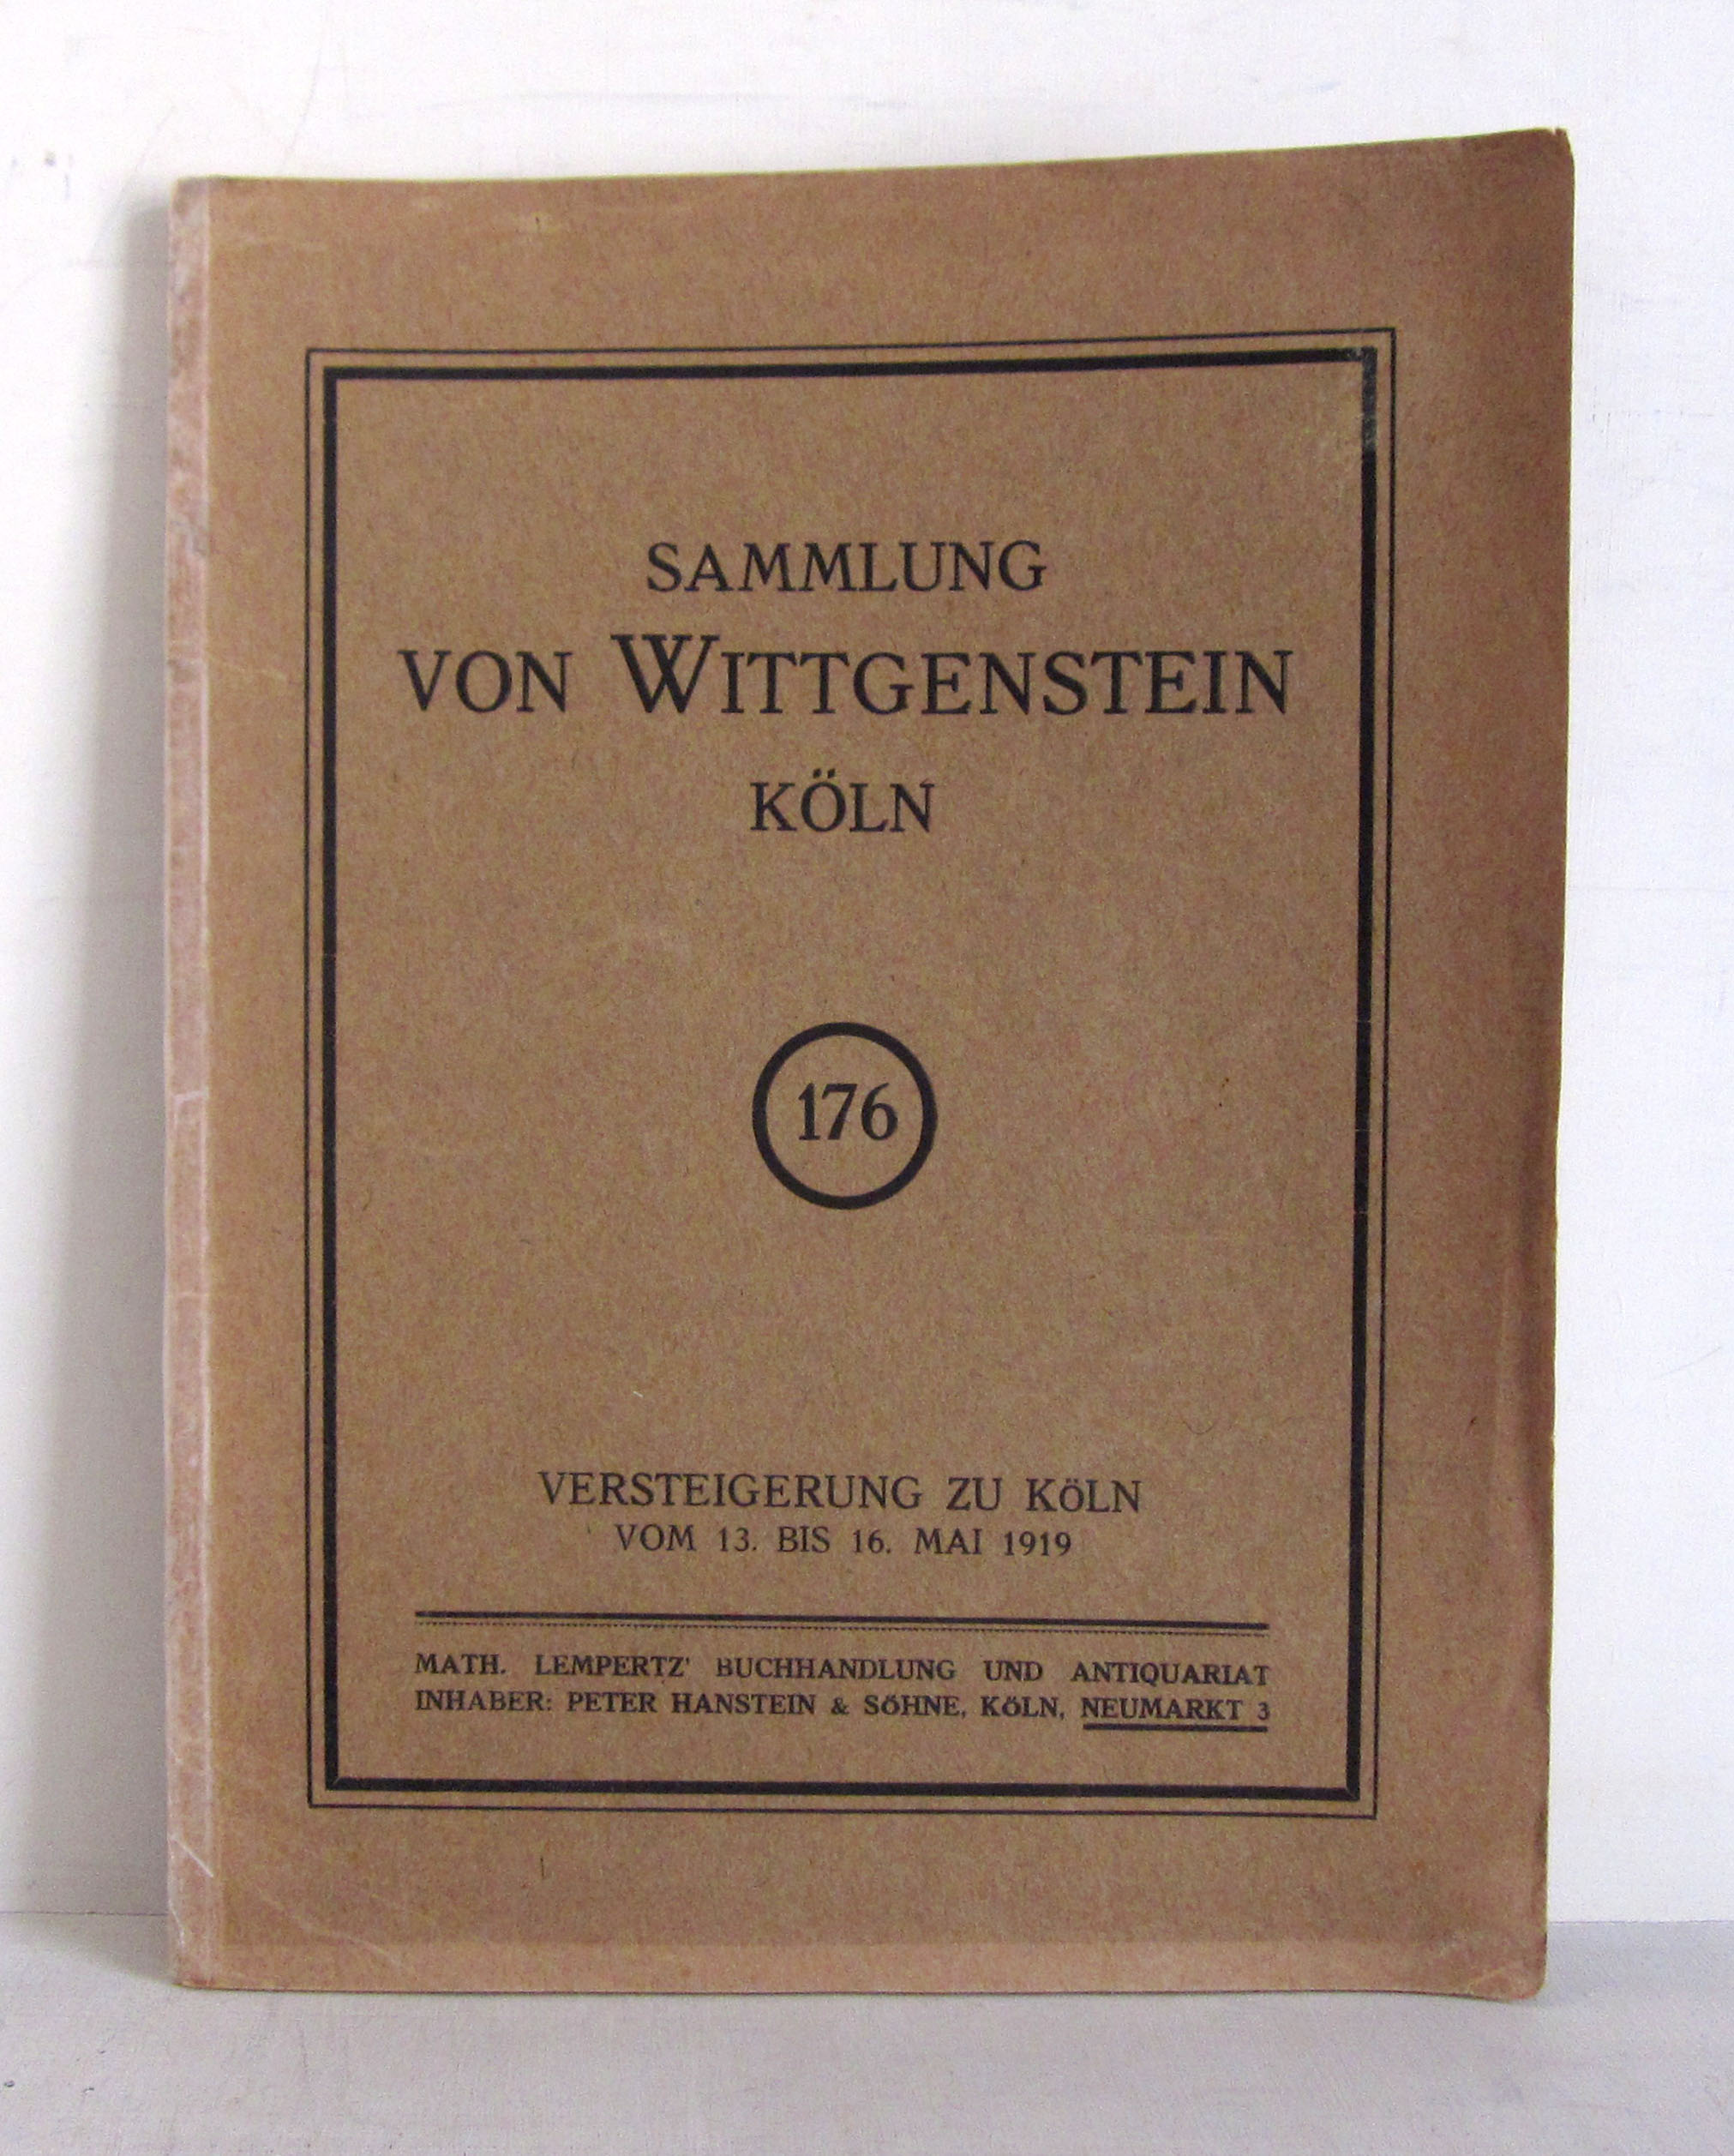 SAMMLUNG
VON WITTGENSTEIN
KÖLN
176
VERSTEIGERUNG ZU KÖLN
VOM 13. BIS 16. MAI 1919
MATH. LEMPERTZ' BUCHHANDLUNG UND ANTIQUARIAT
INHABER: PETER HANSTEIN & SÖHNE, KÖLN, NEUMARKT 3